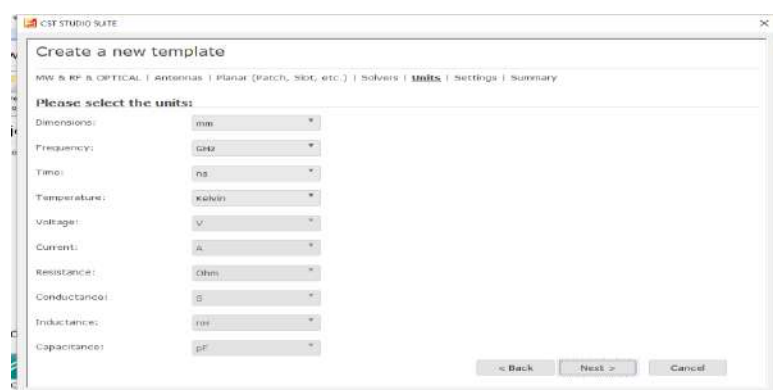 CST STUDIO SUITE
Create a new template
MW & RF & OPTICAL | Antennas | Planar (Patch, Slot, etc.) | Solvers | Units | Settings | Summary
Please select the units:
Dimensions: mm
Frequency: GHz
Time: ns
Temperature: Kelvin
Voltage: V
Current: A
Resistance: Ohm
Conductance: S
Inductance: nH
Capacitance: pF
< Back Next > Cancel